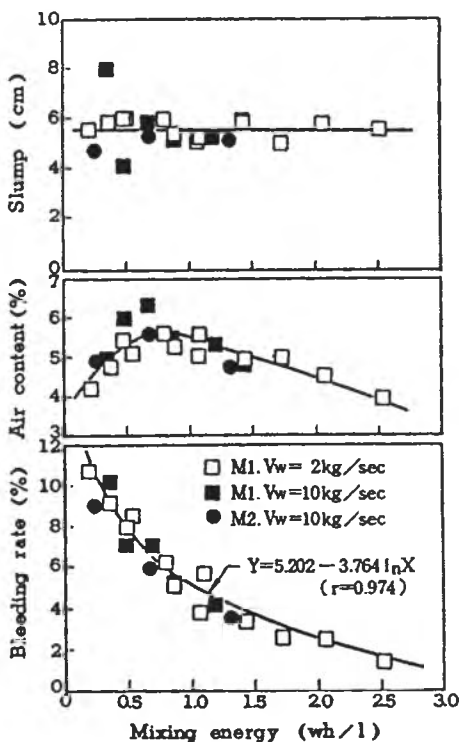 10
8
6
4
2
0
Slump (cm)
7
6
5
4
3
Air content (%)
12
10
8
6
4
2
0
Bleeding rate (%)
□ M1. Vw= 2kg/sec
■ M1. Vw=10kg/sec
● M2. Vw=10kg/sec
Y=5.202-3.764 lnX
(r=0.974)
0 0.5 1.0 1.5 2.0 2.5 3.0
Mixing energy (wh/l)